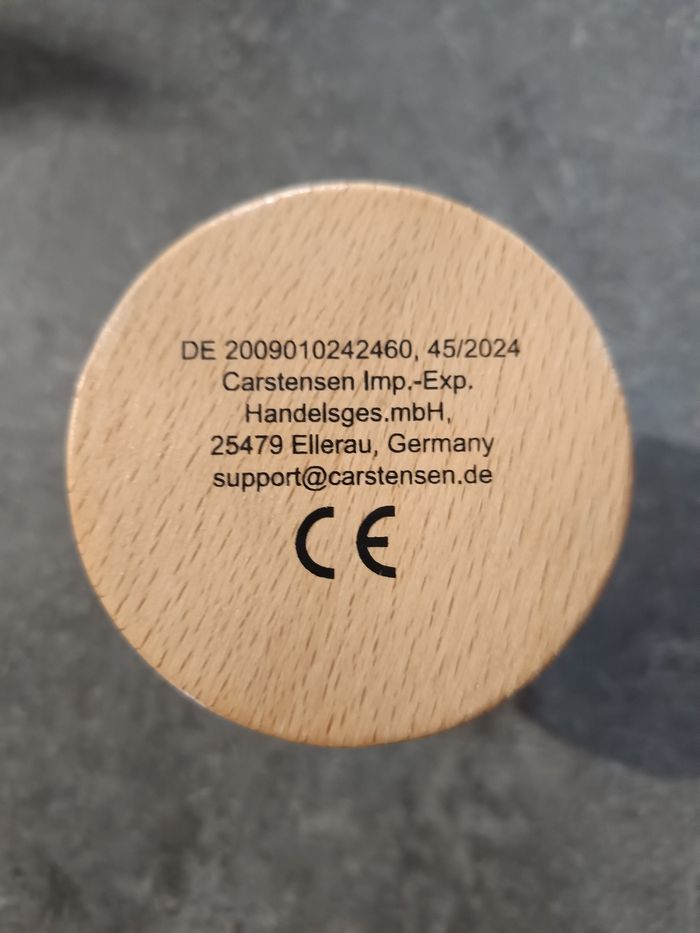 DE 2009010242460, 45/2024
Carstensen Imp.-Exp.
Handelsges.mbH,
25479 Ellerau, Germany
support@carstensen.de
CE